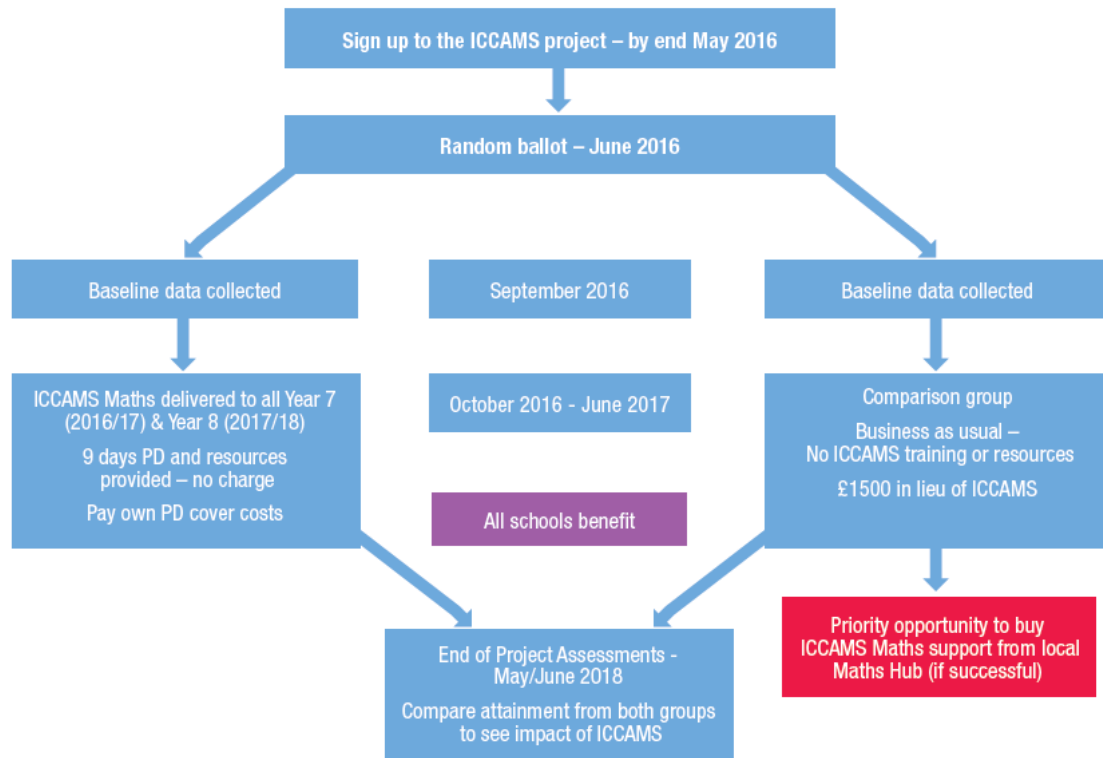 Sign up to the ICCAMS project – by end May 2016
Random ballot – June 2016
Baseline data collected
September 2016
Baseline data collected
ICCAMS Maths delivered to all Year 7
(2016/17) & Year 8 (2017/18)
9 days PD and resources
provided – no charge
Pay own PD cover costs
October 2016 - June 2017
All schools benefit
Comparison group
Business as usual –
No ICCAMS training or resources
£1500 in lieu of ICCAMS
End of Project Assessments -
May/June 2018
Compare attainment from both groups
to see impact of ICCAMS
Priority opportunity to buy
ICCAMS Maths support from local
Maths Hub (if successful)